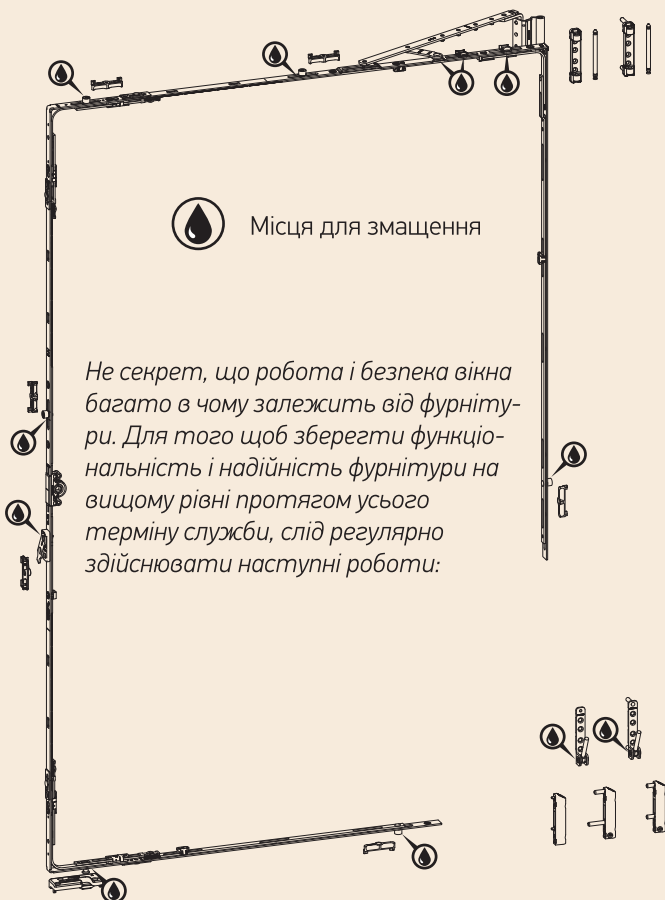 Місця для змащення
Не секрет, що робота і безпека вікна
багато в чому залежить від фурніту-
ри. Для того щоб зберегти функціо-
нальність і надійність фурнітури на
вищому рівні протягом усього
терміну служби, слід регулярно
здійснювати наступні роботи: